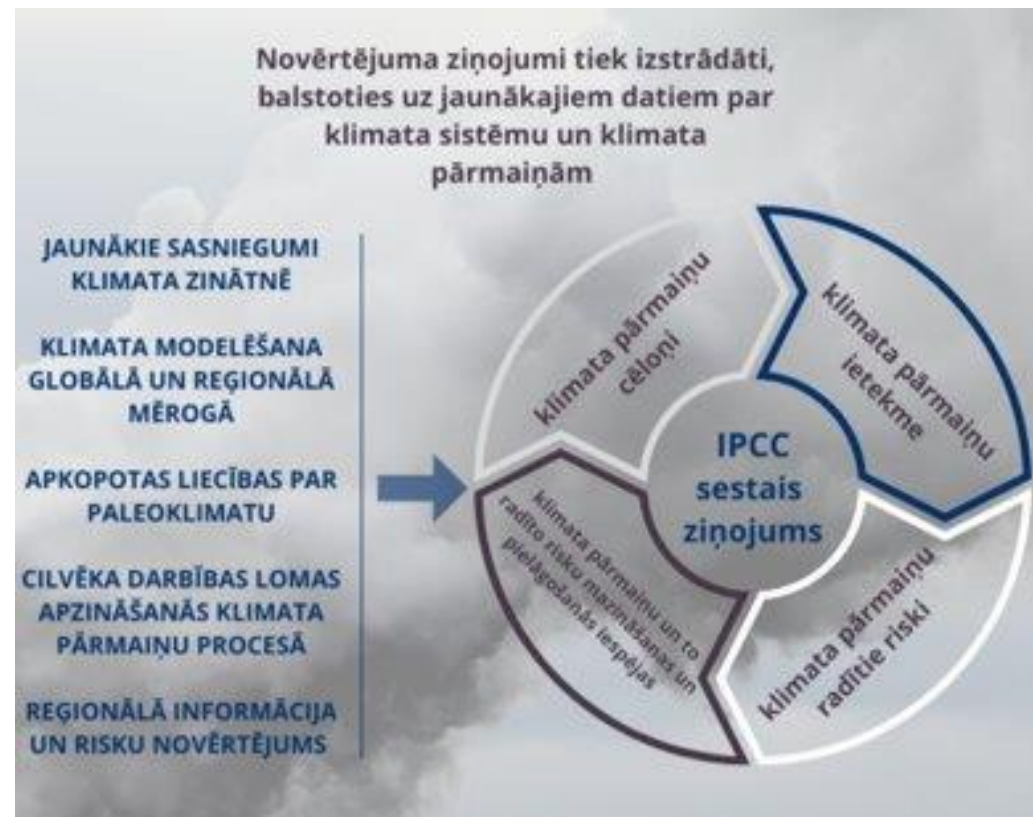 Novērtējuma ziņojumi tiek izstrādāti,
balstoties uz jaunākajiem datiem par
klimata sistēmu un klimata
pārmaiņām
JAUNĀKIE SASNIEGUMI
KLIMATA ZINĀTNĒ
KLIMATA MODELĒŠANA
GLOBĀLĀ UN REĢIONĀLĀ
MĒROGĀ
APKOPOTAS LIECĪBAS PAR
PALEOKLIMATU
CILVĒKA DARBĪBAS LOMAS
APZINĀŠANĀS KLIMATA
PĀRMAIŅU PROCESĀ
REĢIONĀLĀ INFORMĀCIJA
UN RISKU NOVĒRTĒJUMS
klimata pārmaiņu
cēloņi
klimata pārmaiņu
ietekme
IPCC
sestais
ziņojums
klimata pārmaiņu un to
radīto risku mazināšanas un
pielāgošanās iespējas
klimata pārmaiņu
radītie riski